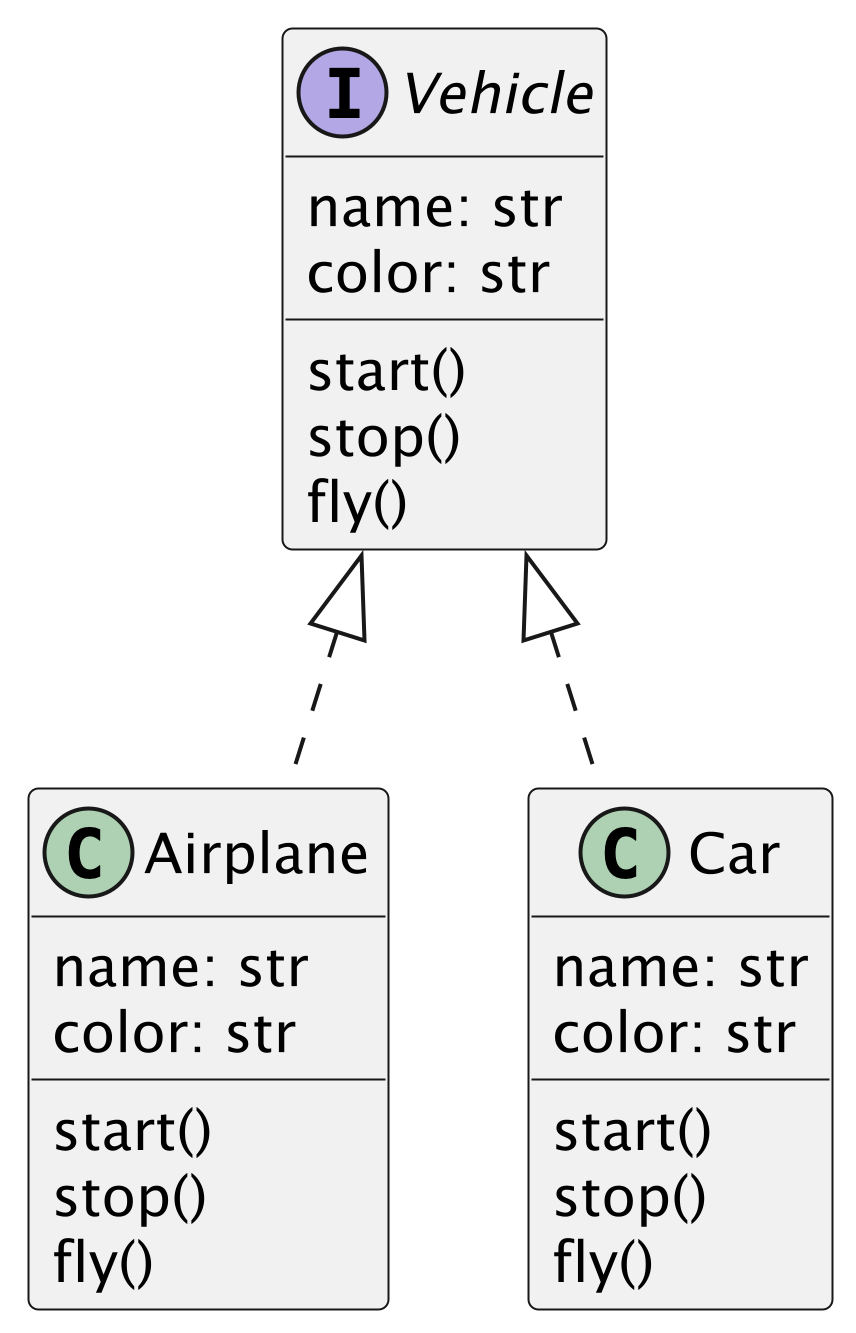 I Vehicle
name: str
color: str
start()
stop()
fly()
C Airplane
name: str
color: str
start()
stop()
fly()
C Car
name: str
color: str
start()
stop()
fly()